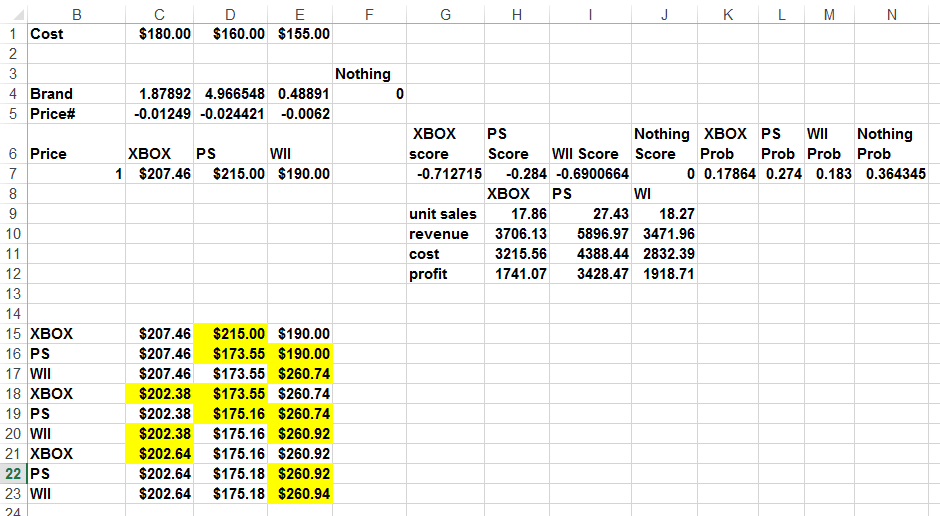 B C D E F G H I J K L M N
1 Cost $180.00 $160.00 $155.00
2
3 Nothing
4 Brand 1.87892 4.966548 0.48891 0
5 Price# -0.01249 -0.024421 -0.0062
XBOX PS Nothing XBOX PS WII Nothing
6 Price XBOX PS WII score Score WII Score Score Prob Prob Prob Prob
7 1 $207.46 $215.00 $190.00 -0.712715 -0.284 -0.6900664 0 0.17864 0.274 0.183 0.364345
8 XBOX PS WI
9 unit sales 17.86 27.43 18.27
10 revenue 3706.13 5896.97 3471.96
11 cost 3215.56 4388.44 2832.39
12 profit 1741.07 3428.47 1918.71
13
14
15 XBOX $207.46 $215.00 $190.00
16 PS $207.46 $173.55 $190.00
17 WII $207.46 $173.55 $260.74
18 XBOX $202.38 $173.55 $260.74
19 PS $202.38 $175.16 $260.74
20 WII $202.38 $175.16 $260.92
21 XBOX $202.64 $175.16 $260.92
22 PS $202.64 $175.18 $260.92
23 WII $202.64 $175.18 $260.94
24